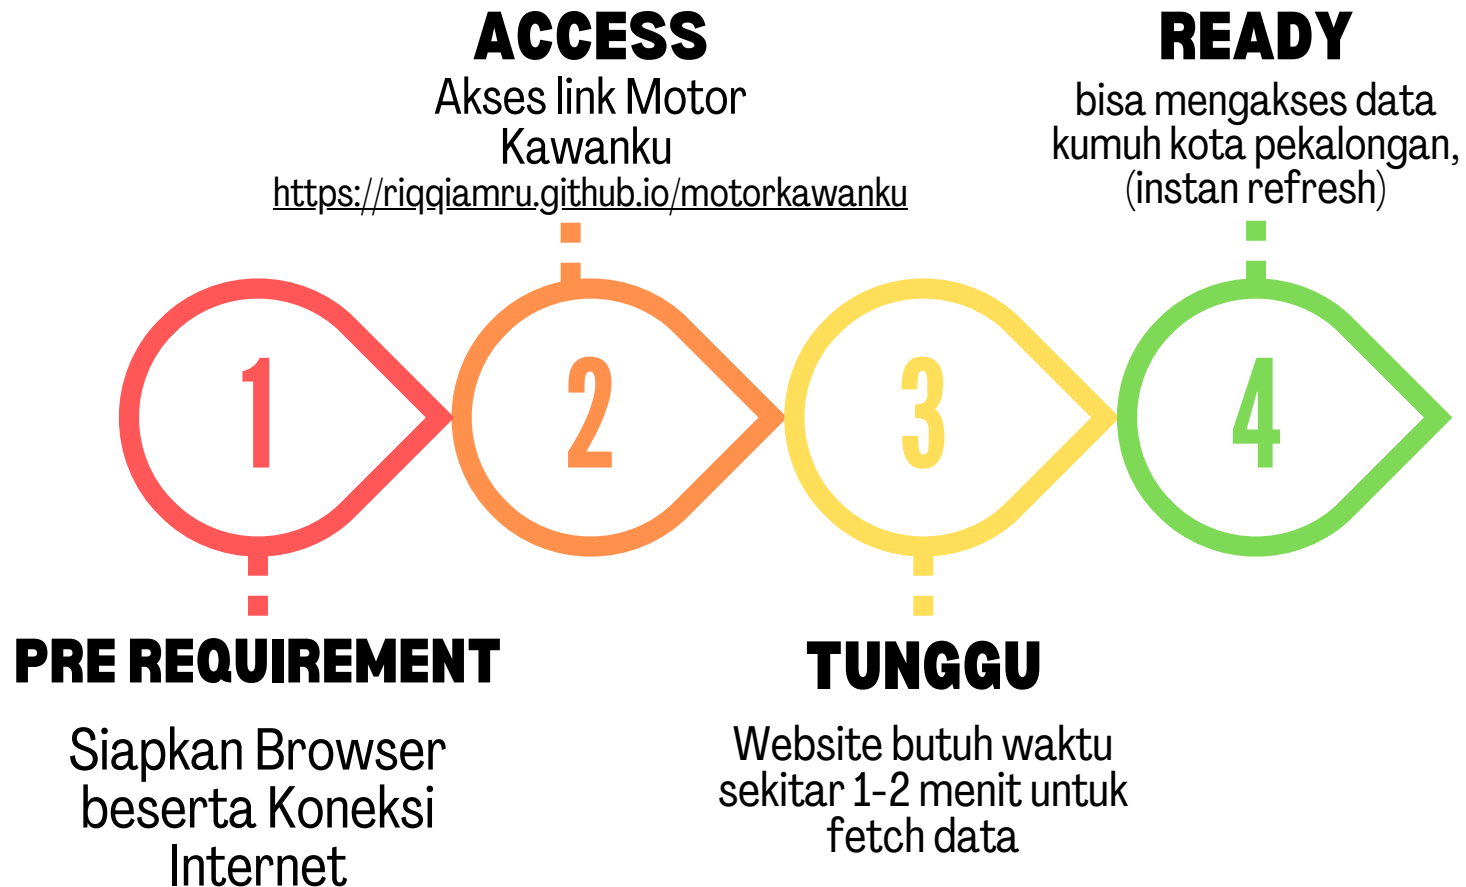 ACCESS
Akses link Motor
Kawanku
https://riqqiamru.github.io/motorkawanku
READY
bisa mengakses data
kumuh kota pekalongan,
(instan refresh)
1
2
3
4
PRE REQUIREMENT
Siapkan Browser
beserta Koneksi
Internet
TUNGGU
Website butuh waktu
sekitar 1-2 menit untuk
fetch data